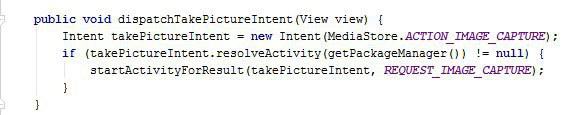 public void dispatchTakePictureIntent(View view) {
    Intent takePictureIntent = new Intent(MediaStore.ACTION_IMAGE_CAPTURE);
    if (takePictureIntent.resolveActivity(getPackageManager()) != null) {
        startActivityForResult(takePictureIntent, REQUEST_IMAGE_CAPTURE);
    }
}